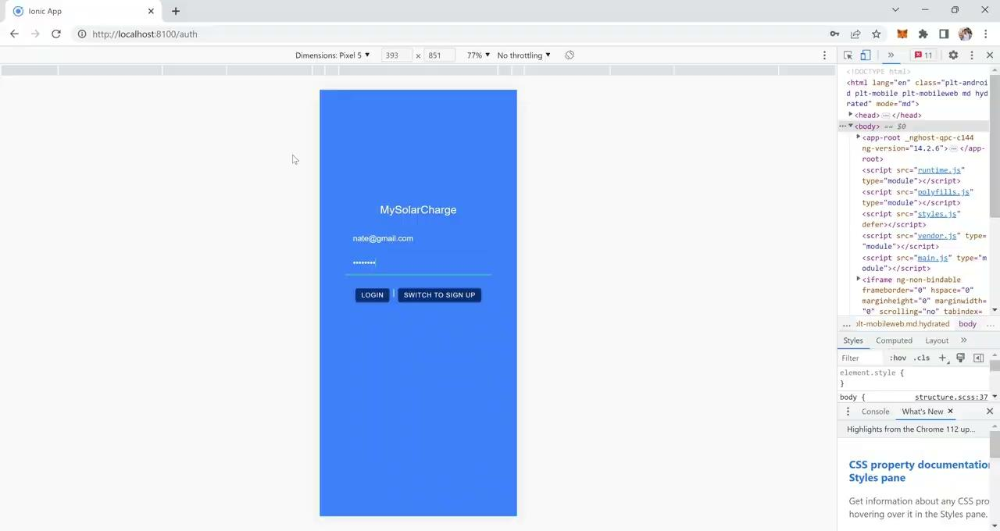 Ionic App
http://localhost:8100/auth
Dimensions: Pixel 5 393 x 851 77% No throttling
11
<!DOCTYPE html>
<html lang="en" class="plt-androi
d plt-mobile plt-mobileweb md hyd
rated" mode="md">
<head> … </head>
<body> == $0
<app-root _nghost-qpc-c144
ng-version="14.2.6"> … </app-
root>
<script src="runtime.js"
type="module"></script>
<script src="polyfills.js"
type="module"></script>
<script src="styles.js"
defer></script>
<script src="vendor.js" type=
"module"></script>
<script src="main.js" type="m
odule"></script>
<iframe ng-non-bindable
frameborder="0" hspace="0"
marginheight="0" marginwidth=
"0" scrolling="no" tabindex=
... plt-mobileweb.md.hydrated body ...
Styles Computed Layout
Filter :hov .cls
element.style {
}
body { structure.scss:37
Console What's New
Highlights from the Chrome 112 up...
CSS property documentation
Styles pane
Get information about any CSS pro
hovering over it in the Styles pane.
MySolarCharge
nate@gmail.com
••••••••
LOGIN | SWITCH TO SIGN UP